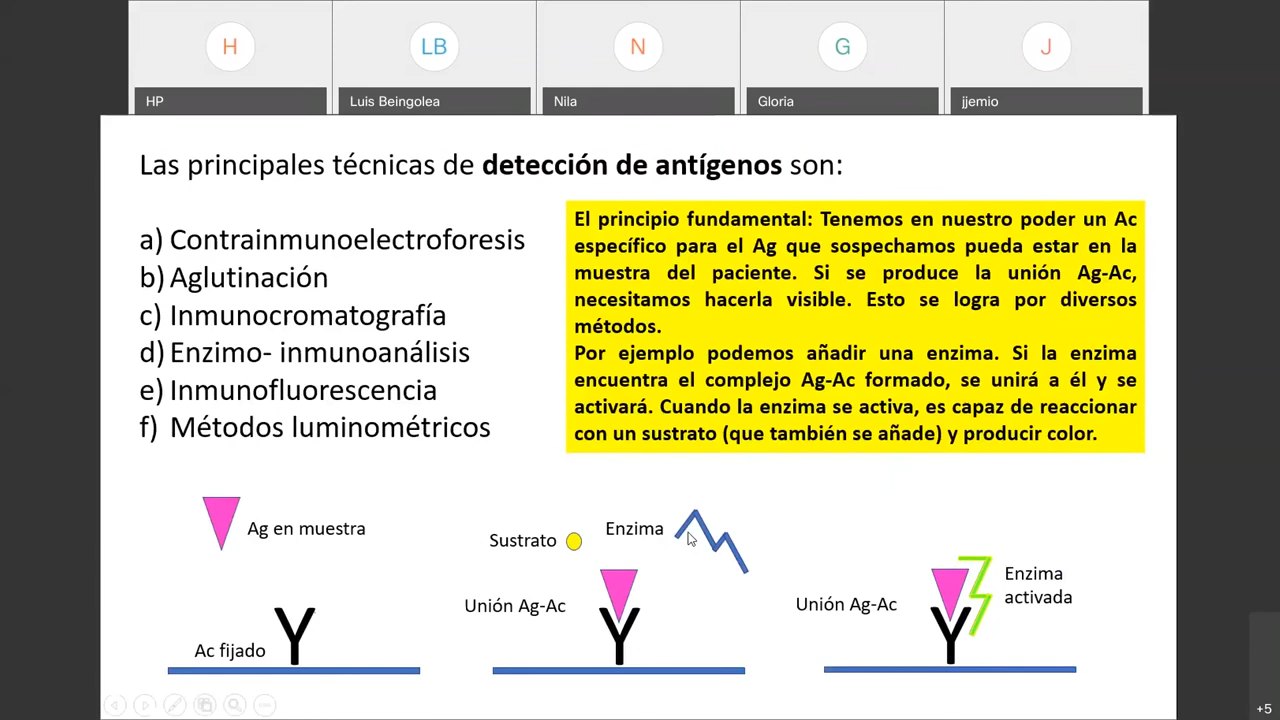 H
LB
N
G
J
HP
Luis Beingolea
Nila
Gloria
jjemio
Las principales técnicas de detección de antígenos son:
a) Contrainmunoelectroforesis
b) Aglutinación
c) Inmunocromatografía
d) Enzimo- inmunoanálisis
e) Inmunofluorescencia
f) Métodos luminométricos
El principio fundamental: Tenemos en nuestro poder un Ac
específico para el Ag que sospechamos pueda estar en la
muestra del paciente. Si se produce la unión Ag-Ac,
necesitamos hacerla visible. Esto se logra por diversos
métodos.
Por ejemplo podemos añadir una enzima. Si la enzima
encuentra el complejo Ag-Ac formado, se unirá a él y se
activará. Cuando la enzima se activa, es capaz de reaccionar
con un sustrato (que también se añade) y producir color.
Ag en muestra
Ac fijado
Sustrato
Enzima
Unión Ag-Ac
Unión Ag-Ac
Enzima
activada
+5